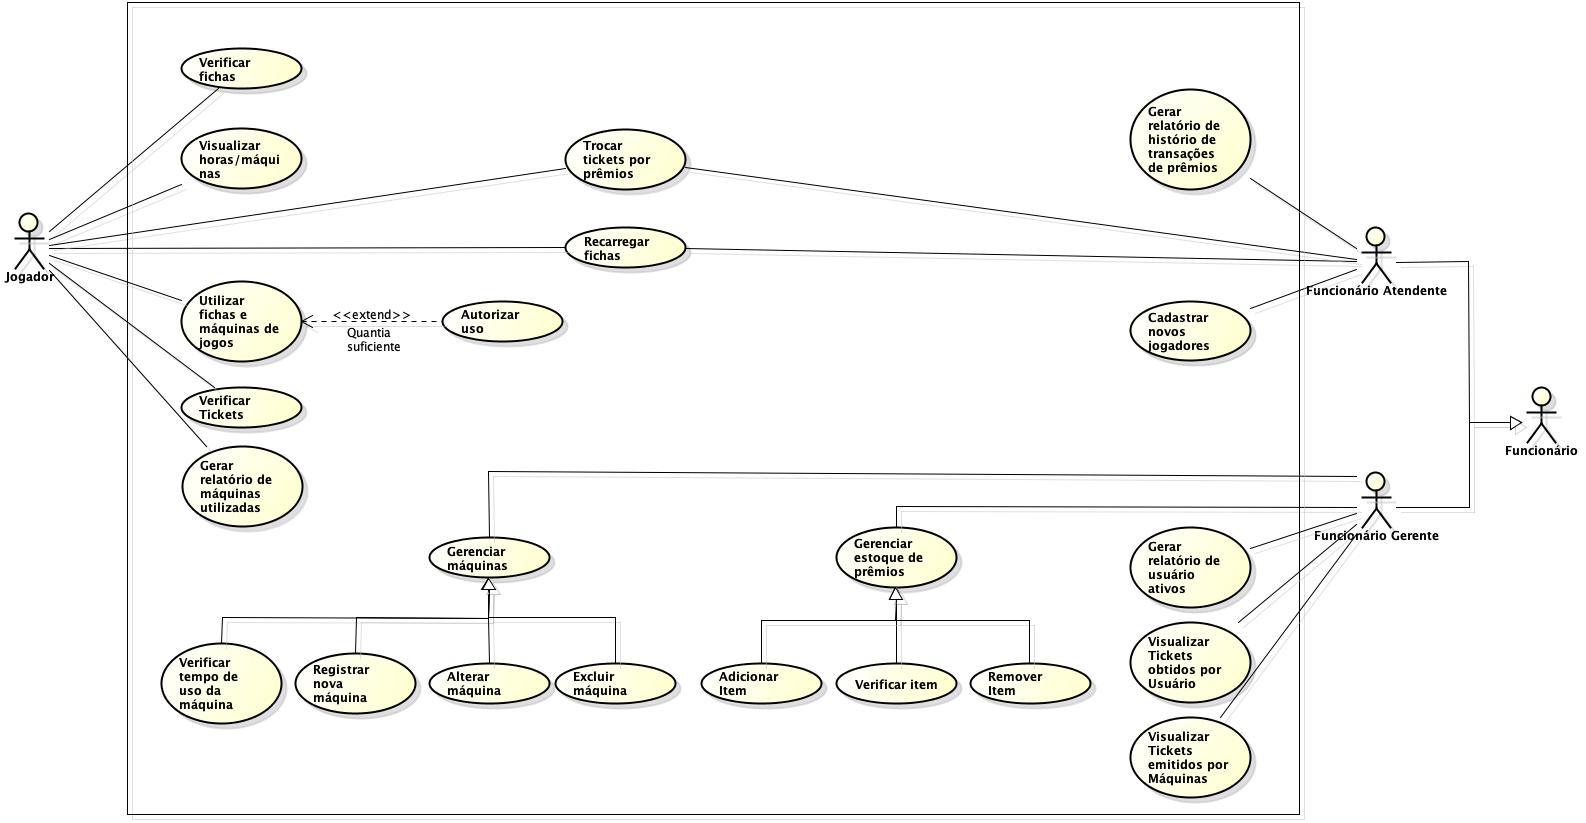 Verificar
fichas
Visualizar
horas/máqui
nas
Trocar
tickets por
prêmios
Gerar
relatório de
histório de
transações
de prêmios
Jogador
Recarregar
fichas
Funcionário Atendente
Utilizar
fichas e
máquinas de
jogos
<<extend>>
Quantia
suficiente
Autorizar
uso
Cadastrar
novos
jogadores
Verificar
Tickets
Funcionário
Gerar
relatório de
máquinas
utilizadas
Funcionário Gerente
Gerenciar
máquinas
Gerenciar
estoque de
prêmios
Gerar
relatório de
usuário
ativos
Verificar
tempo de
uso da
máquina
Registrar
nova
máquina
Alterar
máquina
Excluir
máquina
Adicionar
Item
Verificar item
Remover
Item
Visualizar
Tickets
obtidos por
Usuário
Visualizar
Tickets
emitidos por
Máquinas